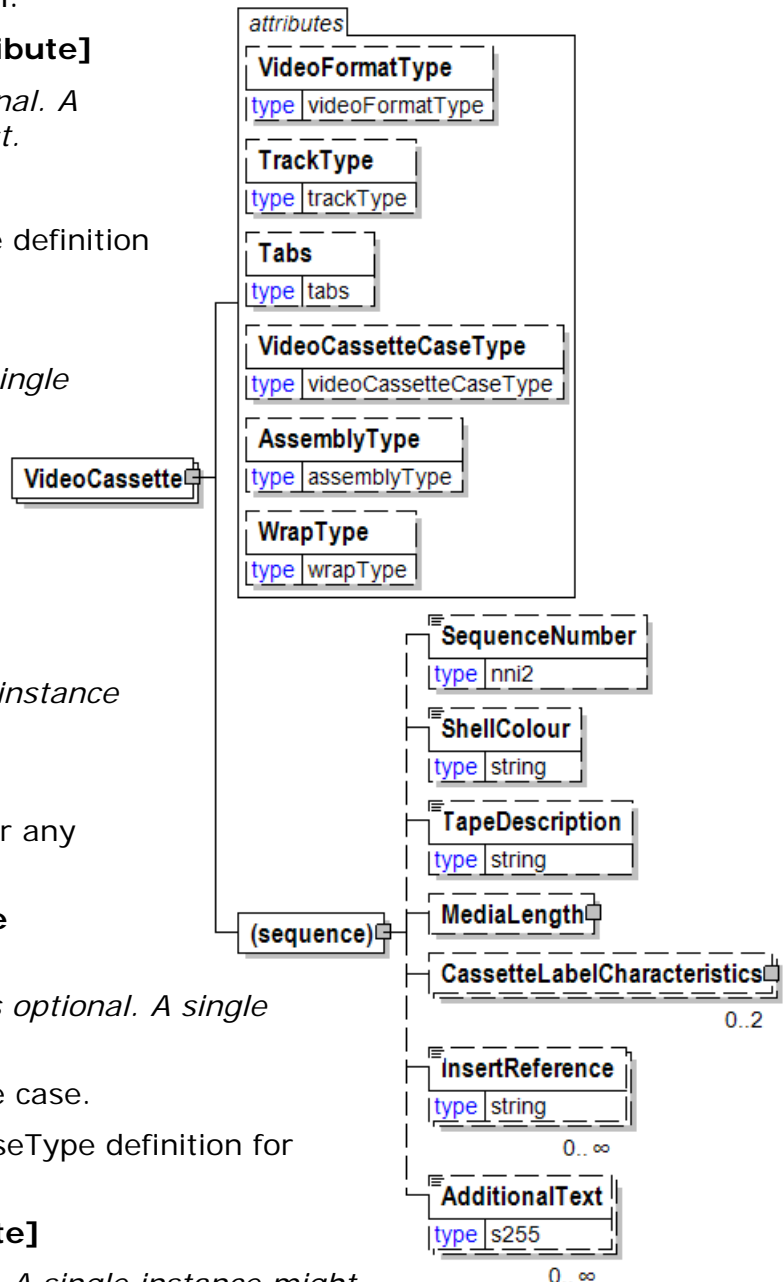 ibute]
nal. A
t.
e definition
ingle
instance
r any
e
s optional. A single
e case.
seType definition for
te]
A single instance might
attributes
VideoFormatType
type videoFormatType
TrackType
type trackType
Tabs
type tabs
VideoCassetteCaseType
type videoCassetteCaseType
AssemblyType
type assemblyType
WrapType
type wrapType
VideoCassette
(sequence)
SequenceNumber
type nni2
ShellColour
type string
TapeDescription
type string
MediaLength
CassetteLabelCharacteristics
0..2
InsertReference
type string
0..∞
AdditionalText
type s255
0..∞